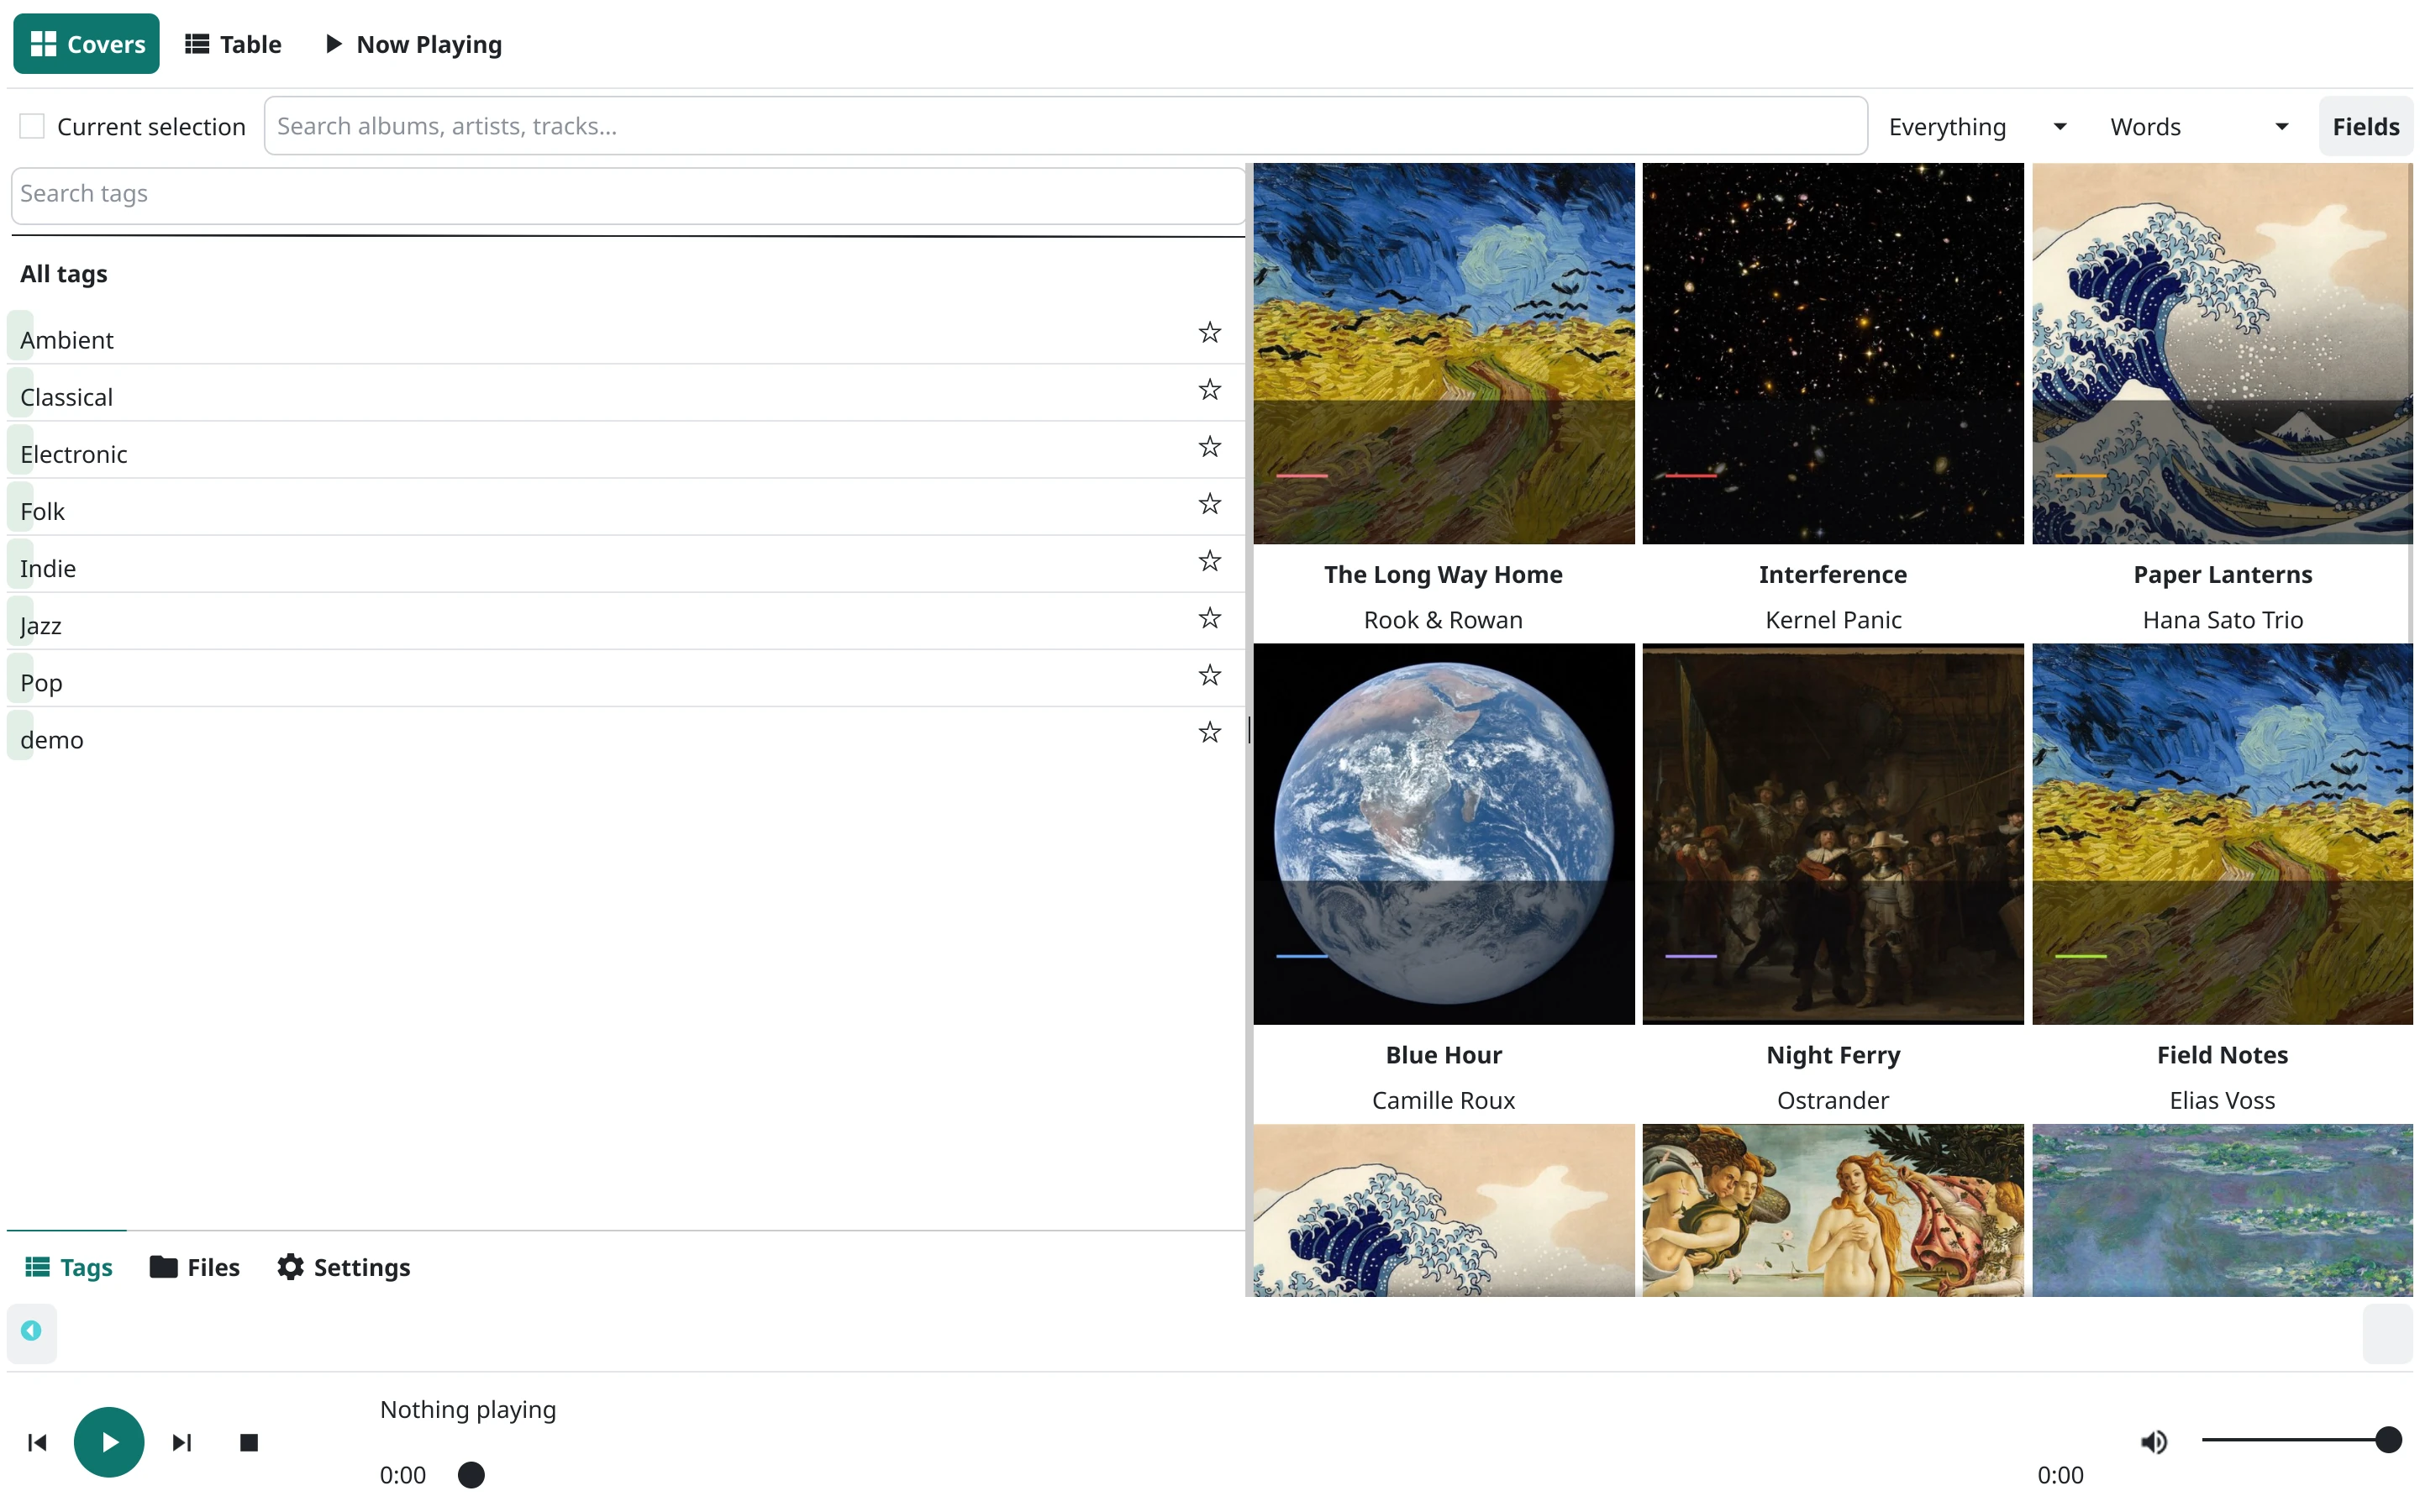 Covers Table Now Playing
Current selection Search albums, artists, tracks... Everything Words Fields
Search tags
All tags
Ambient
Classical
Electronic
Folk
Indie
Jazz
Pop
demo
The Long Way Home
Rook & Rowan
Interference
Kernel Panic
Paper Lanterns
Hana Sato Trio
Blue Hour
Camille Roux
Night Ferry
Ostrander
Field Notes
Elias Voss
Tags Files Settings
Nothing playing
0:00 0:00